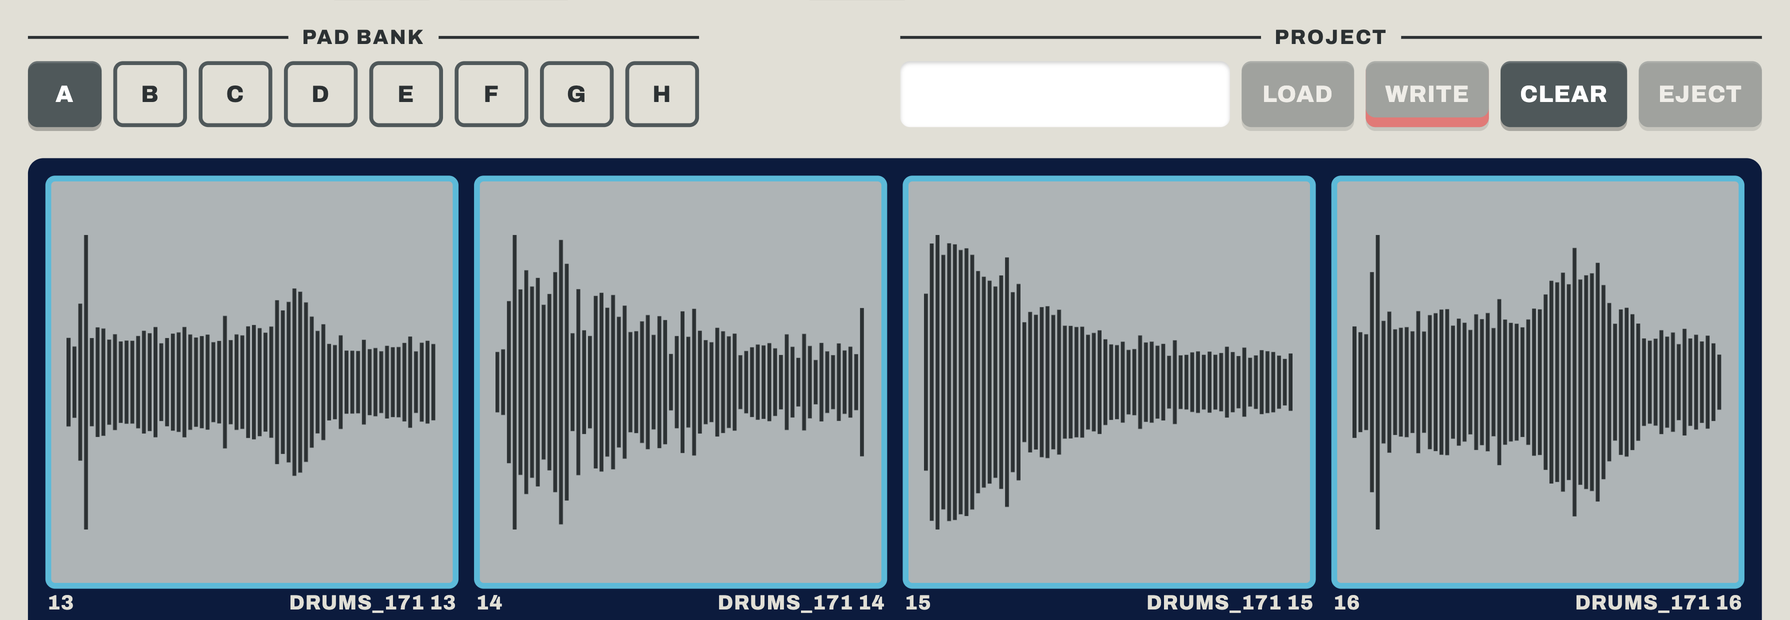 PAD BANK
PROJECT
A B C D E F G H
LOAD WRITE CLEAR EJECT
13 DRUMS_171 13
14 DRUMS_171 14
15 DRUMS_171 15
16 DRUMS_171 16